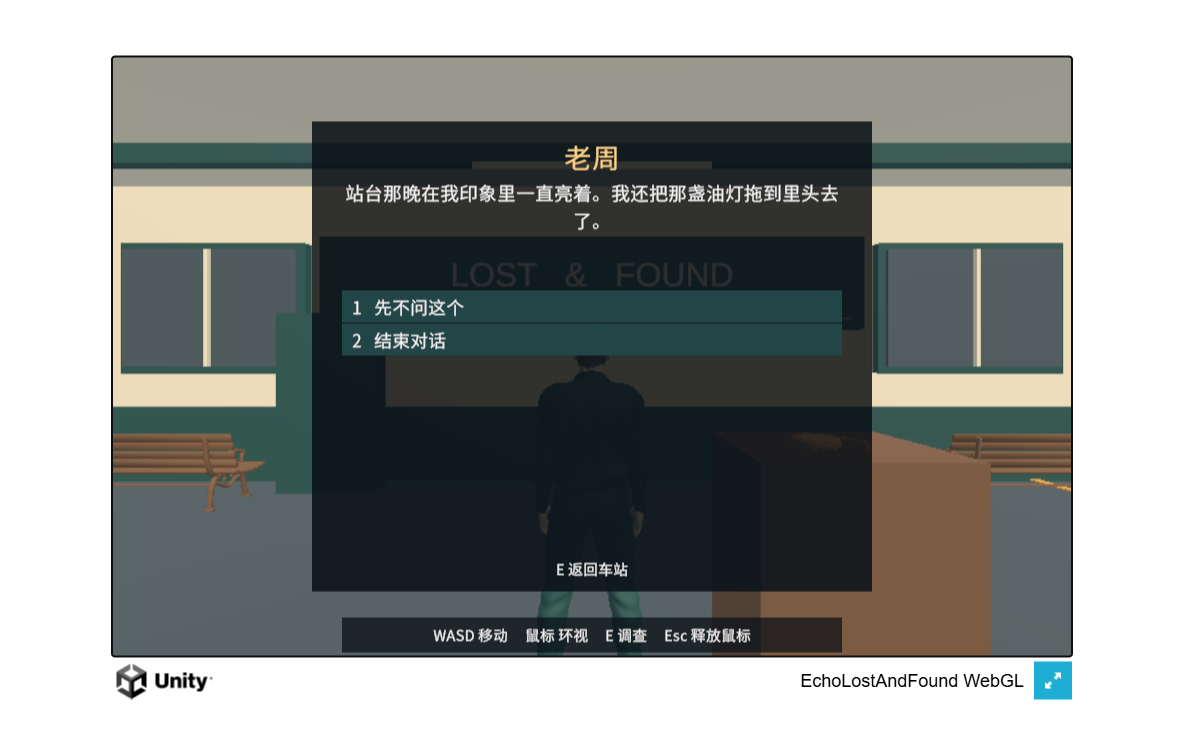 老周
站台那晚在我印象里一直亮着。我还把那盏油灯拖到里头去
了。
LOST & FOUND
1 先不问这个
2 结束对话
E 返回车站
WASD 移动 鼠标 环视 E 调查 Esc 释放鼠标
Unity
EchoLostAndFound WebGL